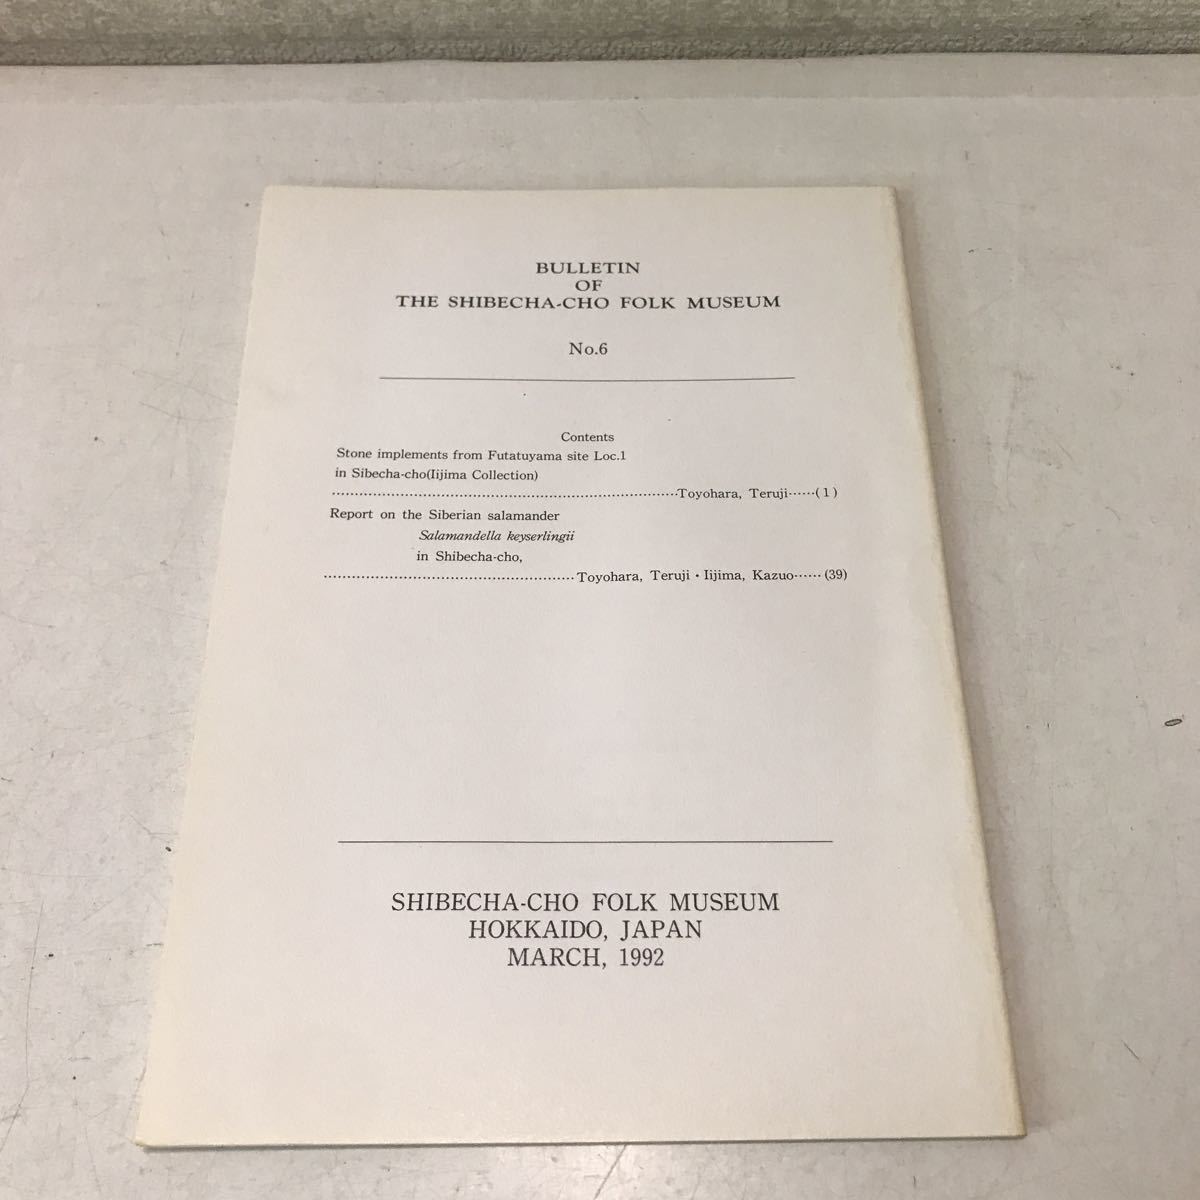 BULLETIN
OF
THE SHIBECHA-CHO FOLK MUSEUM
No.6
Contents
Stone implements from Futatuyama site Loc.1
in Sibecha-cho(Iijima Collection)
............................................................................Toyohara, Teruji······(1)
Report on the Siberian salamander
Salamandella keyserlingii
in Shibecha-cho,
......................................................Toyohara, Teruji・Iijima, Kazuo······(39)
SHIBECHA-CHO FOLK MUSEUM
HOKKAIDO, JAPAN
MARCH, 1992